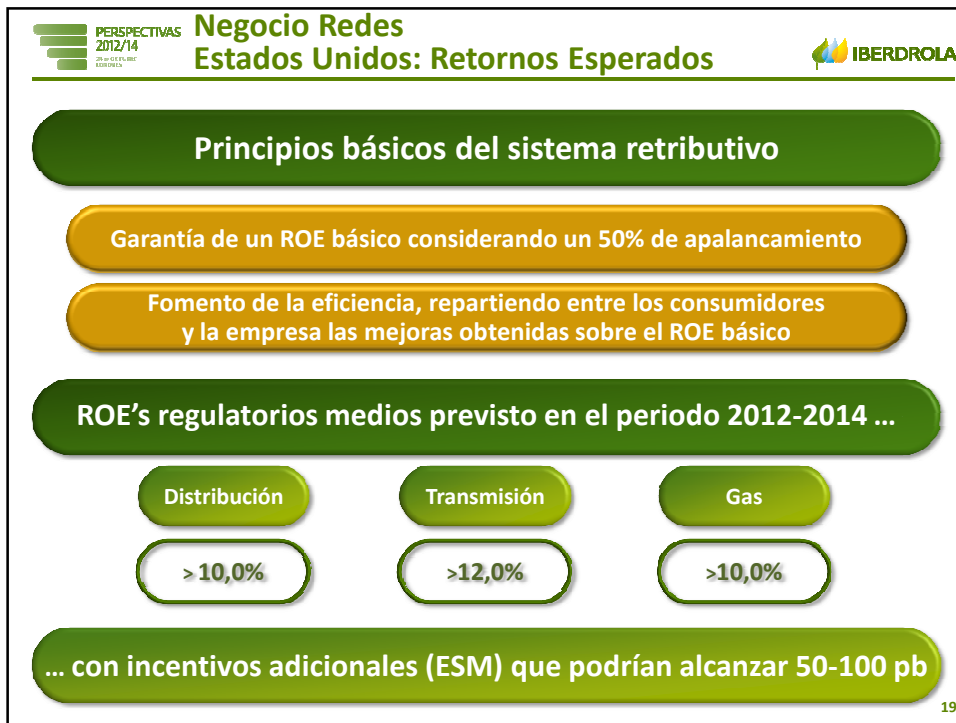 PERSPECTIVAS
2012/14
Negocio Redes
Estados Unidos: Retornos Esperados
IBERDROLA
Principios básicos del sistema retributivo
Garantía de un ROE básico considerando un 50% de apalancamiento
Fomento de la eficiencia, repartiendo entre los consumidores
y la empresa las mejoras obtenidas sobre el ROE básico
ROE's regulatorios medios previsto en el periodo 2012-2014 ...
Distribución
Transmisión
Gas
> 10,0%
>12,0%
>10,0%
... con incentivos adicionales (ESM) que podrían alcanzar 50-100 pb
19